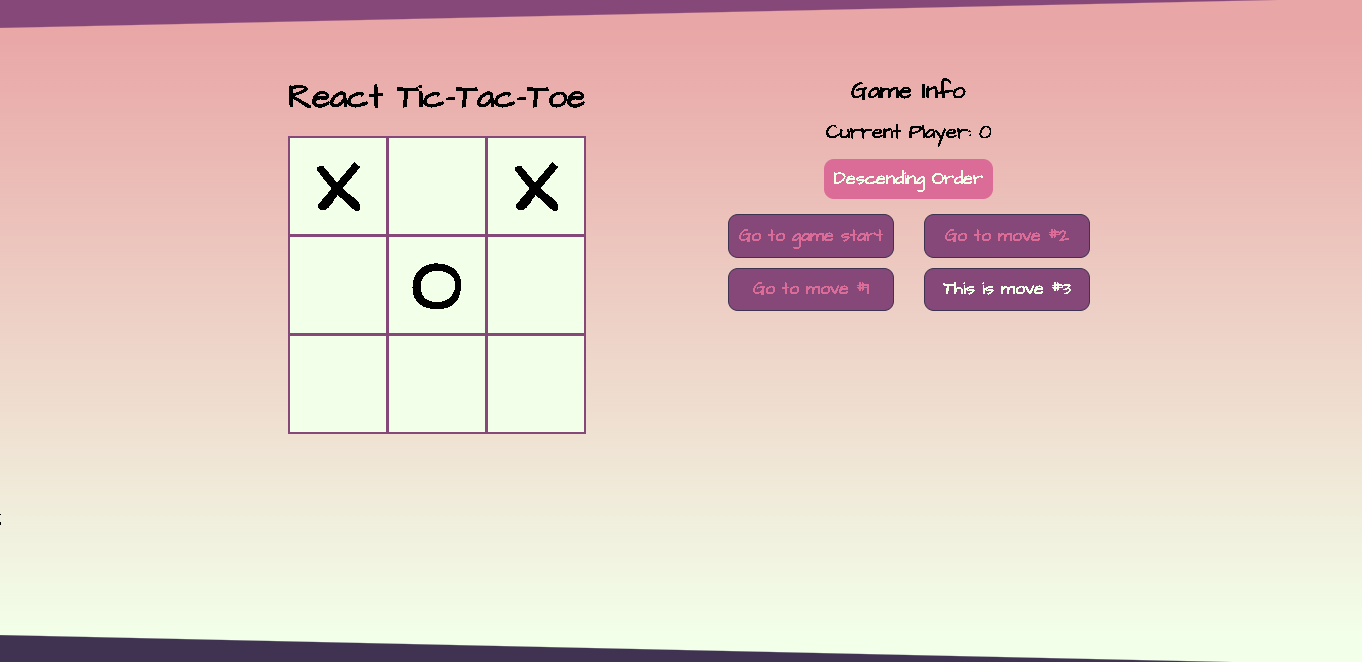 React Tic-Tac-Toe
X X
O
Game Info
Current Player: O
Descending Order
Go to game start
Go to move #1
Go to move #2
This is move #3